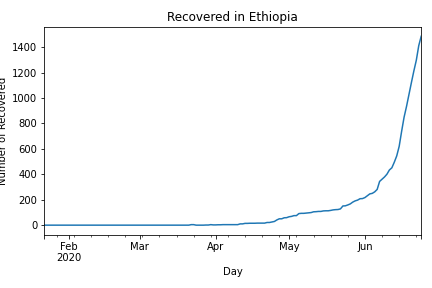 Recovered in Ethiopia
Number of Recovered
1400
1200
1000
800
600
400
200
0
Feb
2020
Mar
Apr
May
Jun
Day